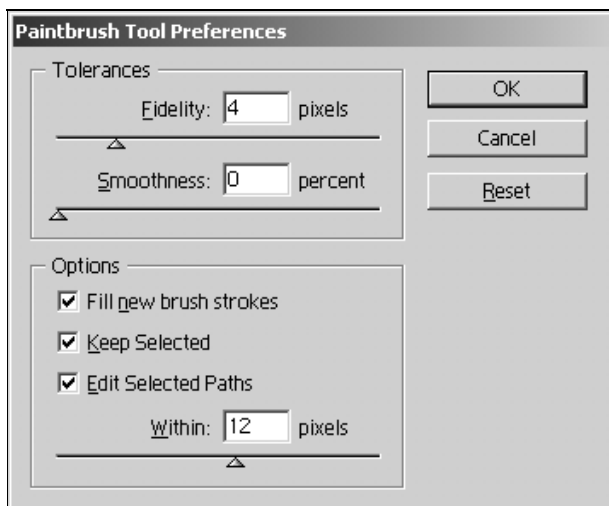 Paintbrush Tool Preferences
Tolerances
Fidelity: 4 pixels
Smoothness: 0 percent
OK
Cancel
Reset
Options
Fill new brush strokes
Keep Selected
Edit Selected Paths
Within: 12 pixels